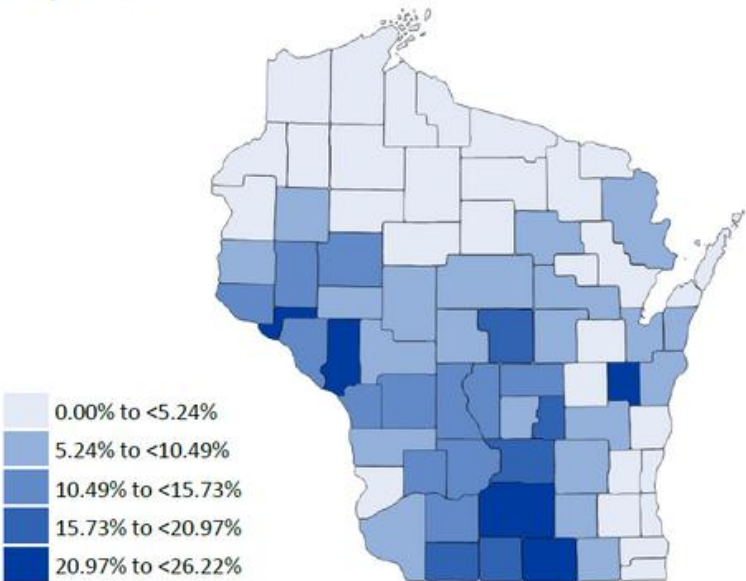 0.00% to <5.24%
5.24% to <10.49%
10.49% to <15.73%
15.73% to <20.97%
20.97% to <26.22%